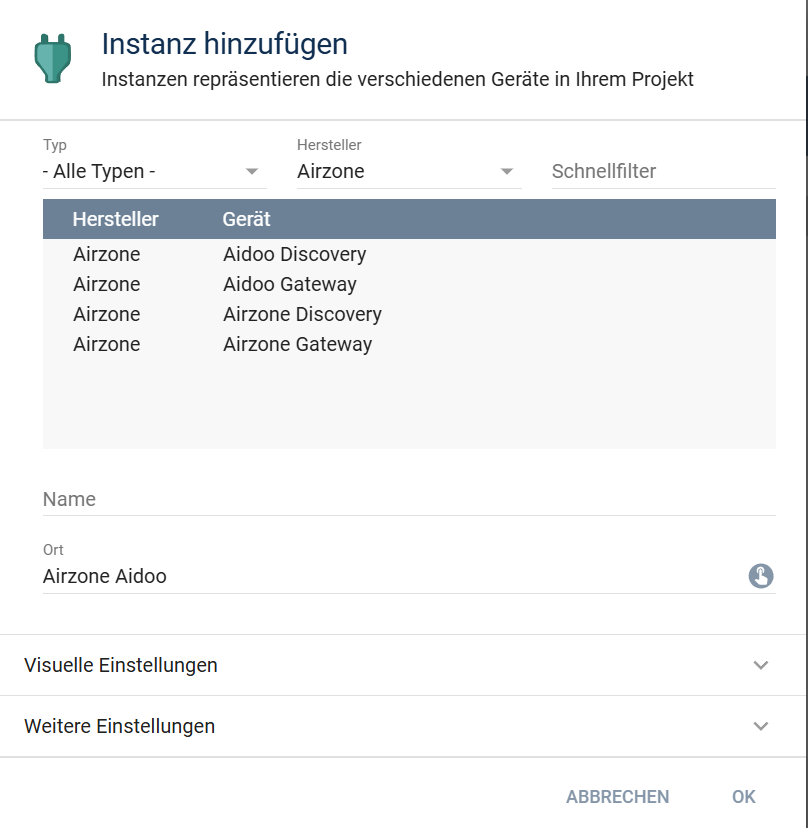 Instanz hinzufügen
Instanzen repräsentieren die verschiedenen Geräte in Ihrem Projekt
Typ Hersteller
- Alle Typen - Airzone Schnellfilter
Hersteller Gerät
Airzone Aidoo Discovery
Airzone Aidoo Gateway
Airzone Airzone Discovery
Airzone Airzone Gateway
Name
Ort
Airzone Aidoo
Visuelle Einstellungen
Weitere Einstellungen
ABBRECHEN OK